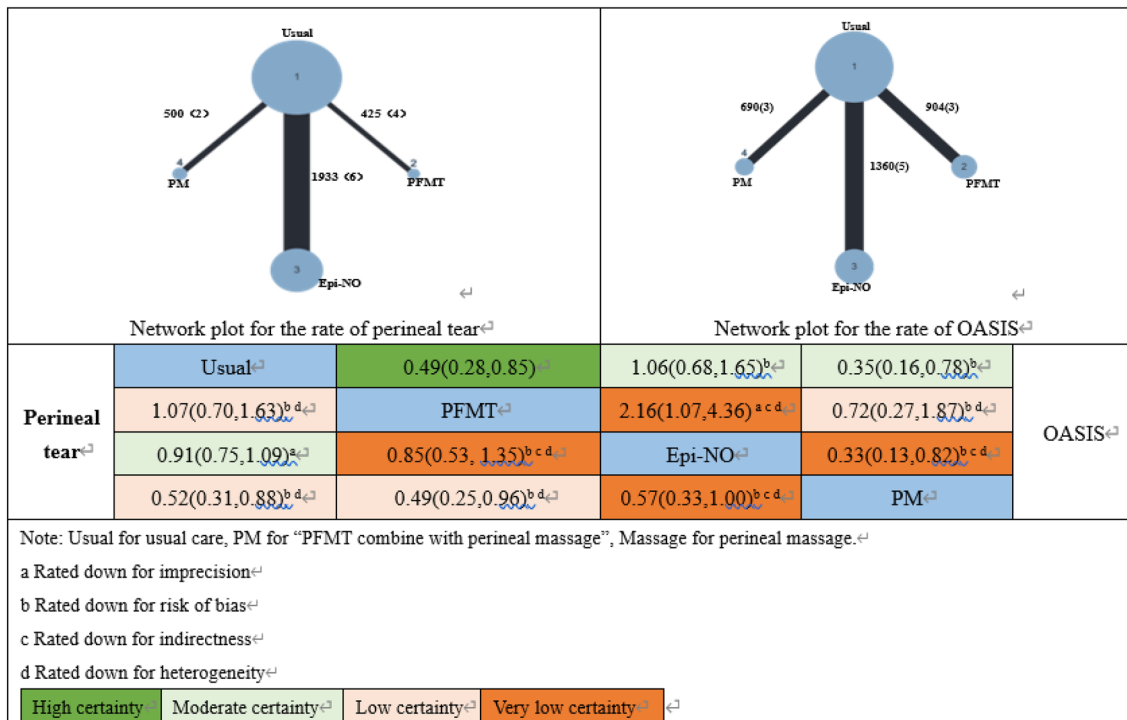 Usual
1
500 (2)
425 (4)
4
PM
2
PFMT
1933 (6)
3
Epi-NO
Network plot for the rate of perineal tear
Usual
1
690(3)
904(3)
4
PM
2
PFMT
1360(5)
3
Epi-NO
Network plot for the rate of OASIS
Perineal tear
Usual 0.49(0.28,0.85) 1.06(0.68,1.65)b 0.35(0.16,0.78)b
1.07(0.70,1.63)b d PFMT 2.16(1.07,4.36) a c d 0.72(0.27,1.87)b d
0.91(0.75,1.09)a 0.85(0.53, 1.35)b c d Epi-NO 0.33(0.13,0.82)b c d
0.52(0.31,0.88)b d 0.49(0.25,0.96)b d 0.57(0.33,1.00)b c d PM
OASIS
Note: Usual for usual care, PM for “PFMT combine with perineal massage”, Massage for perineal massage.
a Rated down for imprecision
b Rated down for risk of bias
c Rated down for indirectness
d Rated down for heterogeneity
High certainty Moderate certainty Low certainty Very low certainty